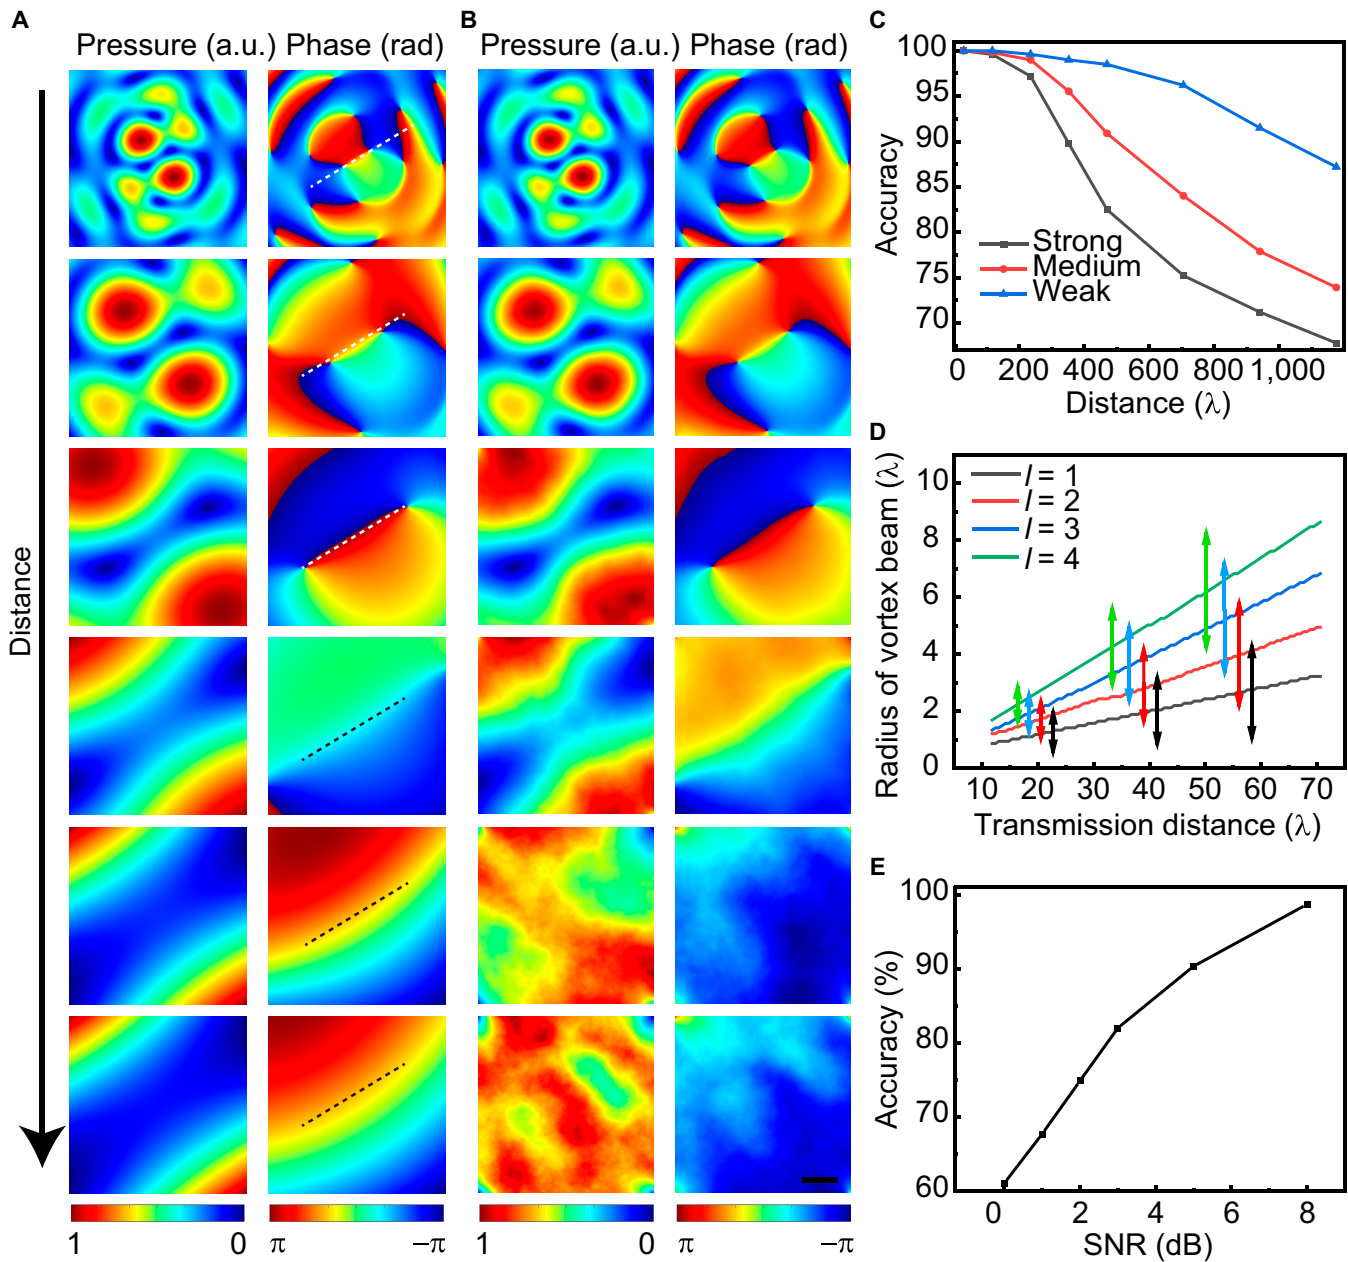 A
Pressure (a.u.) Phase (rad)
Distance
1 0 π −π
B
Pressure (a.u.) Phase (rad)
1 0 π −π
C
Accuracy
100
95
90
85
80
75
70
Strong
Medium
Weak
0 200 400 600 800 1,000
Distance (λ)
D
Radius of vortex beam (λ)
10
8
6
4
2
0
l = 1
l = 2
l = 3
l = 4
10 20 30 40 50 60 70
Transmission distance (λ)
E
Accuracy (%)
100
90
80
70
60
0 2 4 6 8
SNR (dB)